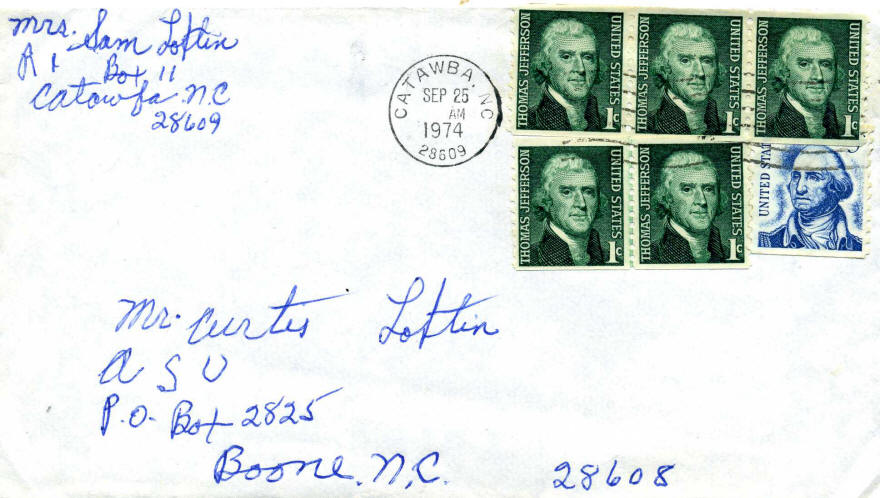 Mrs. Sam Loftin
R 1
Box 11
Catawba N.C
28609
CATAWBA, NC
SEP 25
AM
1974
28609
THOMAS JEFFERSON 1c UNITED STATES
THOMAS JEFFERSON 1c UNITED STATES
THOMAS JEFFERSON 1c UNITED STATES
THOMAS JEFFERSON 1c UNITED STATES
THOMAS JEFFERSON 1c UNITED STATES
UNITED STAT
Mr. Curtis Loftin
A S U
P.O. Box 2825
Boone, N.C. 28608